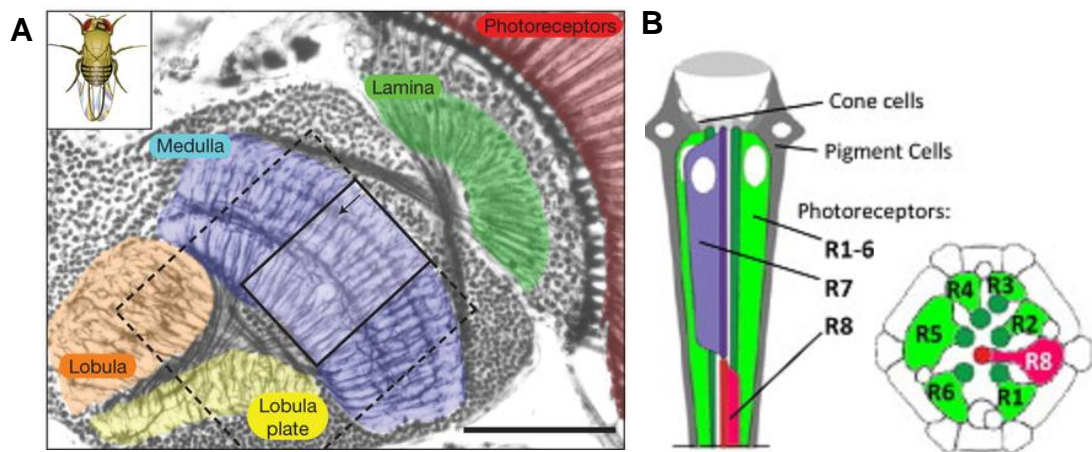 A
Photoreceptors
Lamina
Medulla
Lobula
Lobula
plate
B
Cone cells
Pigment Cells
Photoreceptors:
R1-6
R7
R8
R4
R3
R5
R2
R8
R6
R1